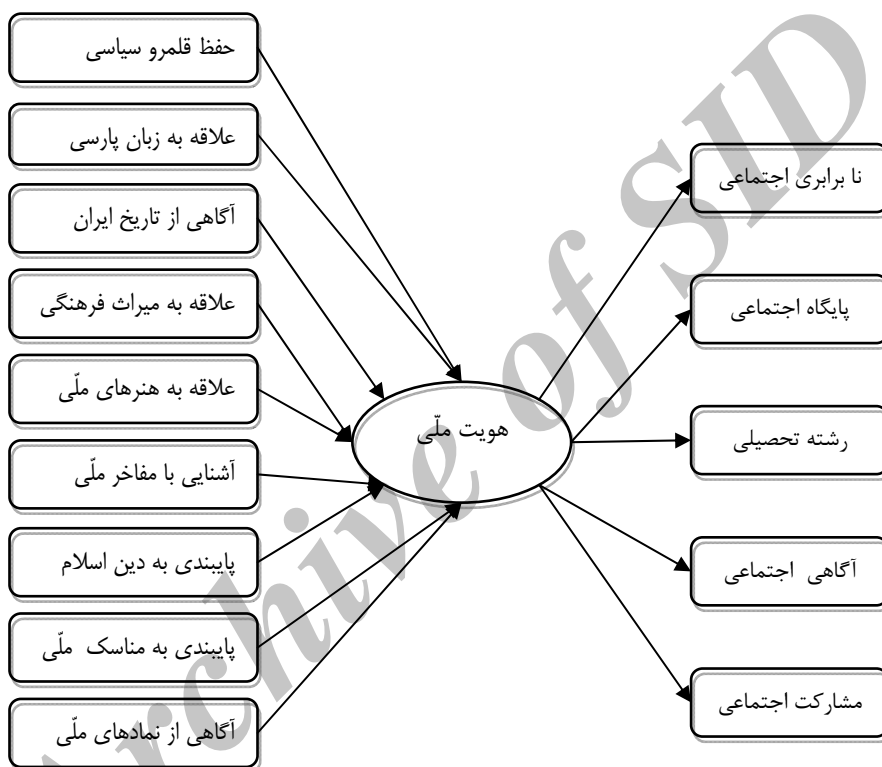 حفظ قلمرو سیاسی
علاقه به زبان پارسی
آگاهی از تاریخ ایران
علاقه به میراث فرهنگی
علاقه به هنرهای ملّی
آشنایی با مفاخر ملّی
پایبندی به دین اسلام
پایبندی به مناسک ملّی
آگاهی از نمادهای ملّی
هویت ملّی
نا برابری اجتماعی
پایگاه اجتماعی
رشته تحصیلی
آگاهی اجتماعی
مشارکت اجتماعی
Archive of SID